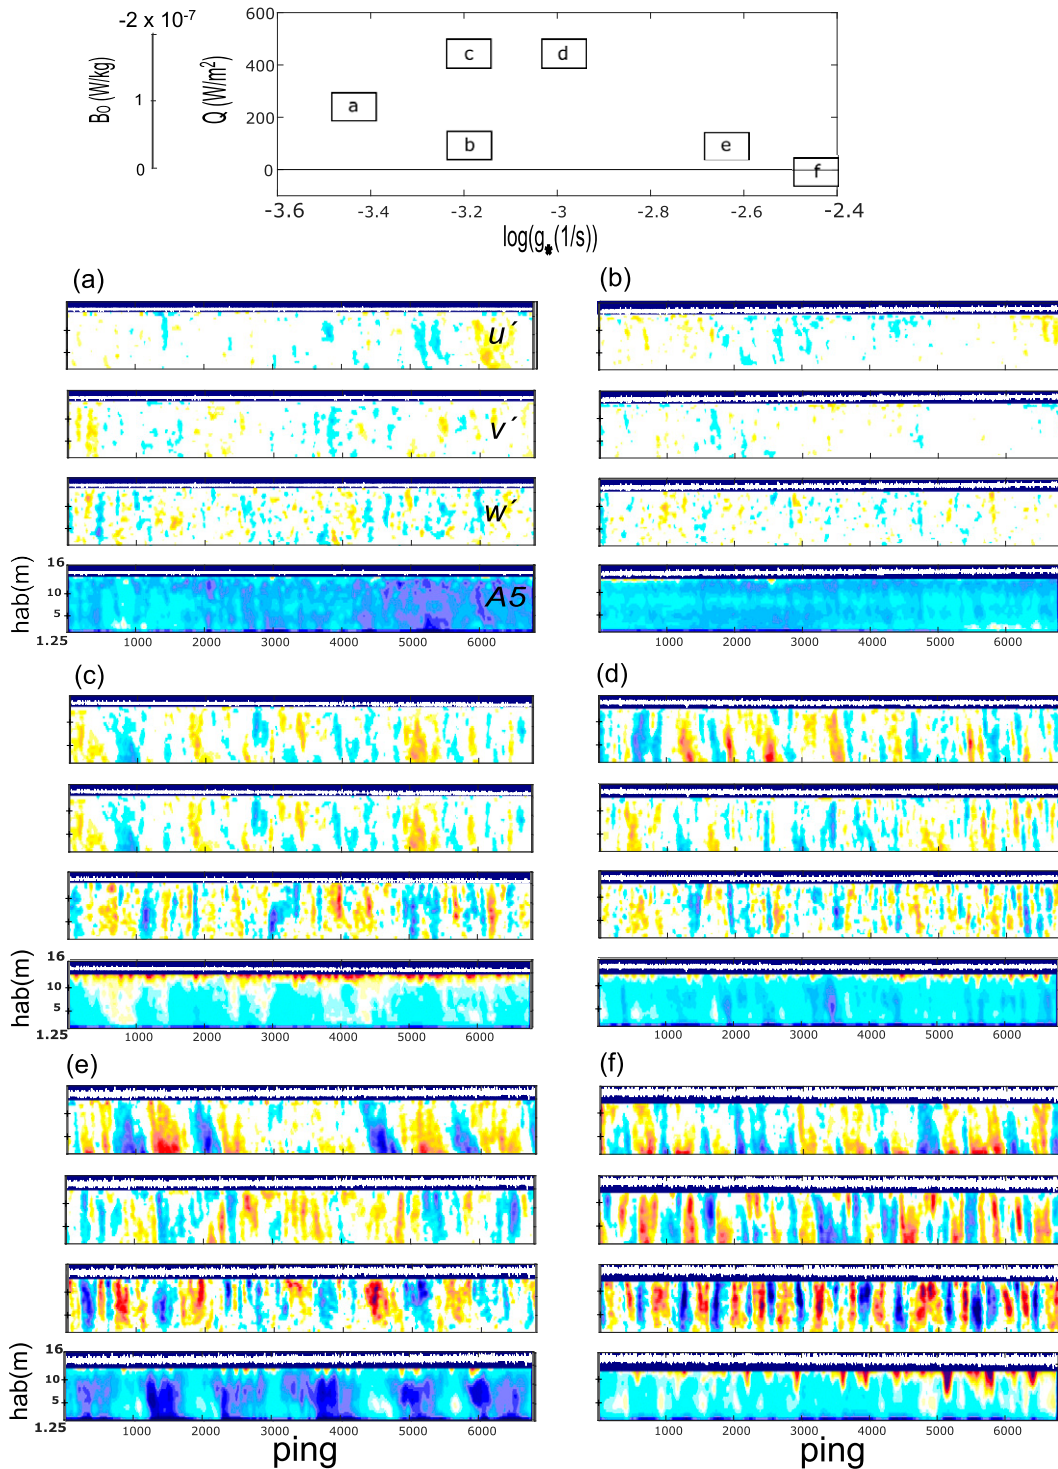 -2 x 10⁻⁷
1
0
B₀ (W/kg)
Q (W/m²)
600
400
200
0
c
d
a
b
e
f
-3.6
-3.4
-3.2
-3
-2.8
-2.6
-2.4
log(g*(1/s))
(a)
(b)
u´
v´
w´
A5
hab(m)
16
10
5
1.25
1000 2000 3000 4000 5000 6000
1000 2000 3000 4000 5000 6000
(c)
(d)
hab(m)
16
10
5
1.25
1000 2000 3000 4000 5000 6000
1000 2000 3000 4000 5000 6000
(e)
(f)
hab(m)
16
10
5
1.25
1000 2000 3000 4000 5000 6000
1000 2000 3000 4000 5000 6000
ping
ping